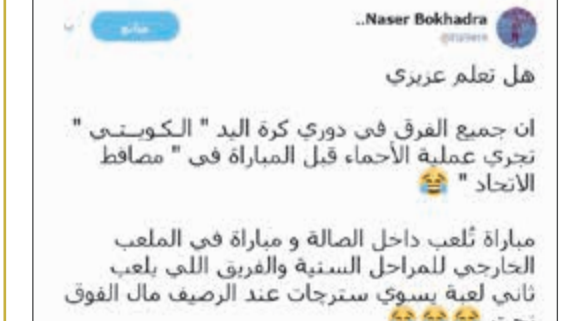 Naser Bokhadra..
متابع
هل تعلم عزيزي
ان جميع الفرق في دوري كرة اليد " الـكـويــتـي "
تجري عملية الأحماء قبل المباراة في " مصافط
الاتحاد " 😂
مباراة تُلعب داخل الصالة و مباراة في الملعب
الخارجي للمراحل السنية والفريق اللي يلعب
ثاني لعبة يسوي سترجات عند الرصيف مال الفوق
😂😂😂